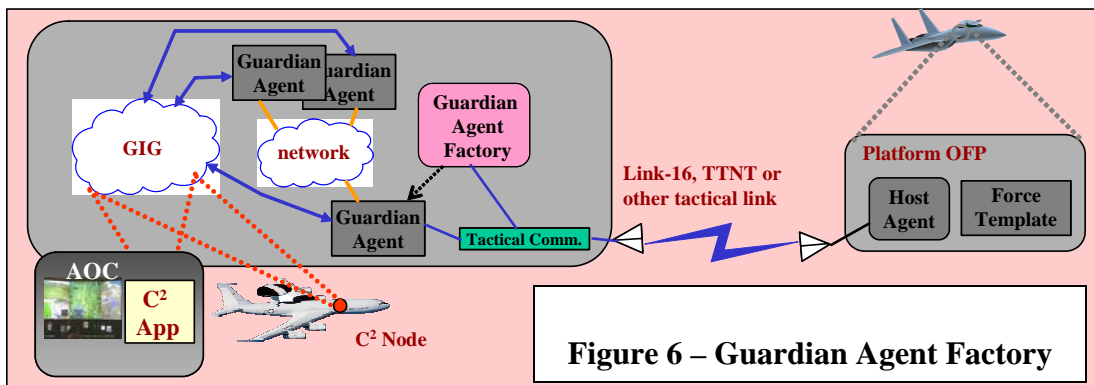 Guardian
Agent
uardian
Agent
GIG
network
Guardian
Agent
Factory
Guardian
Agent
Tactical Comm.
Link-16, TTNT or
other tactical link
Platform OFP
Host
Agent
Force
Template
AOC
C² 
App
C² Node
Figure 6 – Guardian Agent Factory